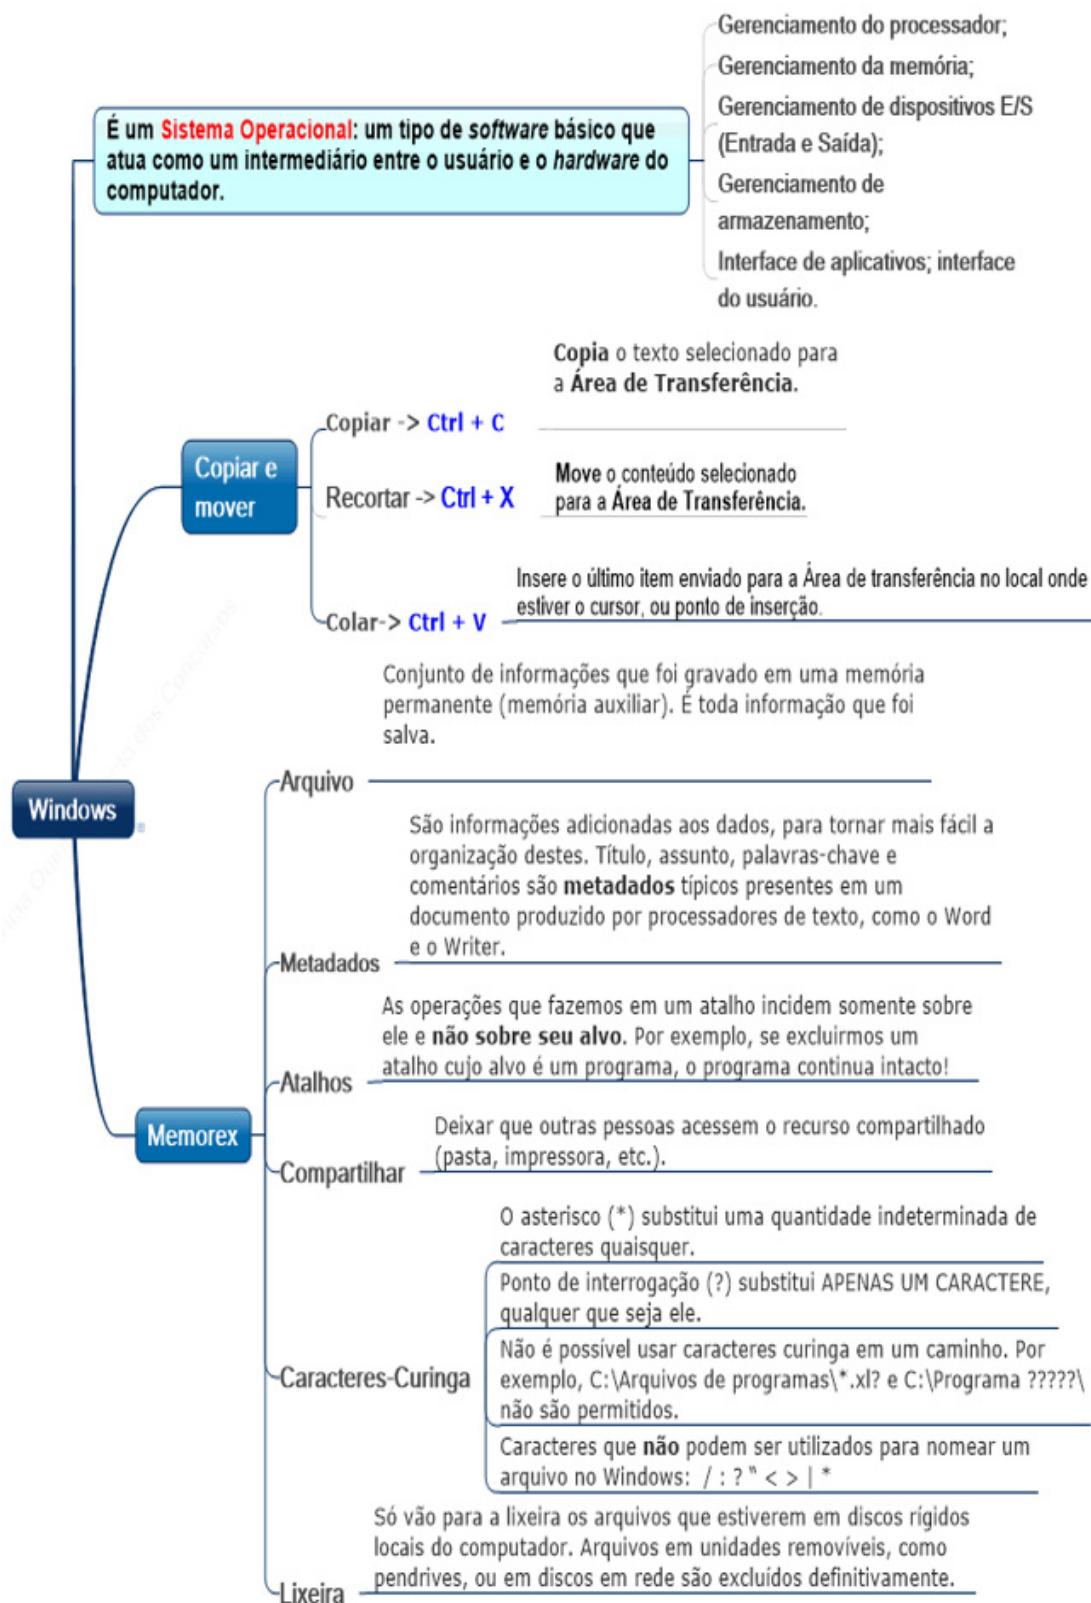 Gerenciamento do processador;
Gerenciamento da memória;
Gerenciamento de dispositivos E/S
(Entrada e Saída);
Gerenciamento de
armazenamento;
Interface de aplicativos; interface
do usuário.
É um Sistema Operacional: um tipo de software básico que
atua como um intermediário entre o usuário e o hardware do
computador.
Copia o texto selecionado para
a Área de Transferência.
Copiar -> Ctrl + C
Copiar e
mover
Move o conteúdo selecionado
para a Área de Transferência.
Recortar -> Ctrl + X
Insere o último item enviado para a Área de transferência no local onde
estiver o cursor, ou ponto de inserção.
Colar-> Ctrl + V
Conjunto de informações que foi gravado em uma memória
permanente (memória auxiliar). É toda informação que foi
salva.
Arquivo
Windows
São informações adicionadas aos dados, para tornar mais fácil a
organização destes. Título, assunto, palavras-chave e
comentários são metadados típicos presentes em um
documento produzido por processadores de texto, como o Word
e o Writer.
Metadados
As operações que fazemos em um atalho incidem somente sobre
ele e não sobre seu alvo. Por exemplo, se excluirmos um
atalho cujo alvo é um programa, o programa continua intacto!
Atalhos
Memorex
Deixar que outras pessoas acessem o recurso compartilhado
(pasta, impressora, etc.).
Compartilhar
O asterisco (*) substitui uma quantidade indeterminada de
caracteres quaisquer.
Ponto de interrogação (?) substitui APENAS UM CARACTERE,
qualquer que seja ele.
Não é possível usar caracteres curinga em um caminho. Por
exemplo, C:\Arquivos de programas\*.xl? e C:\Programa ?????\
não são permitidos.
Caracteres-Curinga
Caracteres que não podem ser utilizados para nomear um
arquivo no Windows: / : ? " < > | *
Só vão para a lixeira os arquivos que estiverem em discos rígidos
locais do computador. Arquivos em unidades removíveis, como
pendrives, ou em discos em rede são excluídos definitivamente.
Lixeira
dos Concursos